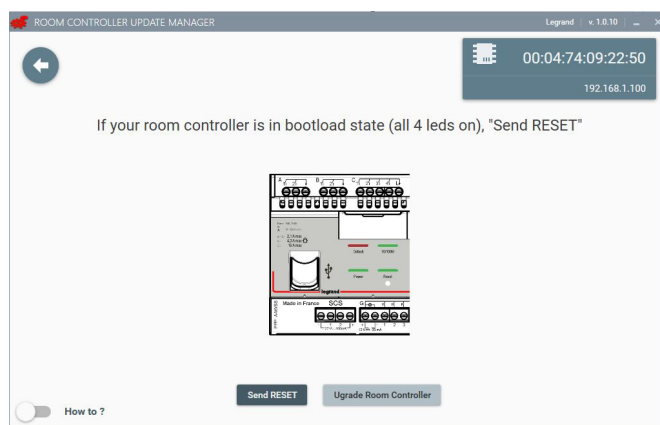 ROOM CONTROLLER UPDATE MANAGER
Legrand v. 1.0.10
00:04:74:09:22:50
192.168.1.100
If your room controller is in bootload state (all 4 leds on), "Send RESET"
A B C
Default
Power Reset
legrand
Made in France SCS
Send RESET Ugrade Room Controller
How to ?